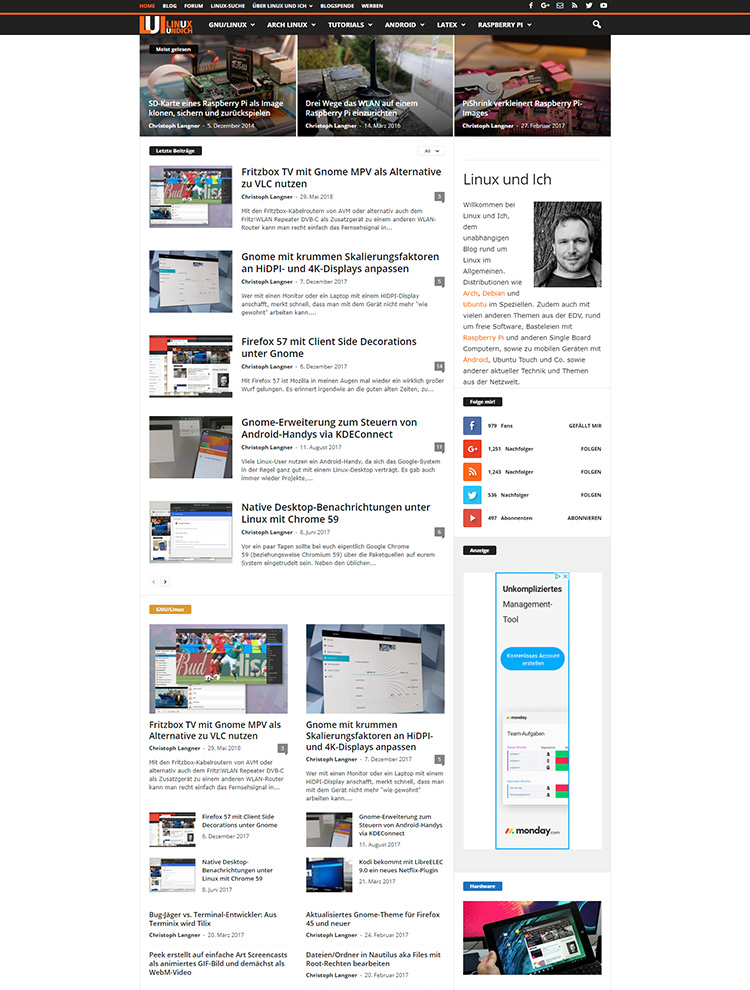 HOME BLOG FORUM LINUX-SUCHE ÜBER LINUX UND ICH BLOGSPENDE WERBEN
LINUX
UNDICH
GNU/LINUX ARCH LINUX TUTORIALS ANDROID LATEX RASPBERRY PI
Meist gelesen
SD-Karte eines Raspberry Pi als Image
klonen, sichern und zurückspielen
Christoph Langner - 5. Dezember 2014
Drei Wege das WLAN auf einem
Raspberry Pi einzurichten
Christoph Langner - 14. März 2016
PiShrink verkleinert Raspberry Pi-
Images
Christoph Langner - 27. Februar 2017
Letzte Beiträge
All
Fritzbox TV mit Gnome MPV als Alternative
zu VLC nutzen
Christoph Langner - 29. Mai 2018
3
Mit den Fritzbox-Kabelroutern von AVM oder alternativ auch dem
Fritz!WLAN Repeater DVB-C als Zusatzgerät zu einem anderen WLAN-
Router kann man recht einfach das Fernsehsignal in...
Gnome mit krummen Skalierungsfaktoren
an HiDPI- und 4K-Displays anpassen
Christoph Langner - 7. Dezember 2017
5
Wer mit einen Monitor oder ein Laptop mit einem HiDPI-Display
anschafft, merkt schnell, dass man mit dem Gerät nicht mehr "wie
gewohnt" arbeiten kann....
Firefox 57 mit Client Side Decorations
unter Gnome
Christoph Langner - 6. Dezember 2017
14
Mit Firefox 57 ist Mozilla in meinen Augen mal wieder ein wirklich großer
Wurf gelungen. Es erinnert irgendwie an die guten alten Zeiten, zu...
Gnome-Erweiterung zum Steuern von
Android-Handys via KDEConnect
Christoph Langner - 11. August 2017
11
Viele Linux-User nutzen ein Android-Handy, da sich das Google-System
in der Regel ganz gut mit einem Linux-Desktop verträgt. Es gab auch
immer wieder Projekte,...
Native Desktop-Benachrichtungen unter
Linux mit Chrome 59
Christoph Langner - 8. Juni 2017
6
Vor ein paar Tagen sollte bei euch eigentlich Google Chrome
59 (beziehungsweise Chromium 59) über die Paketquellen auf eurem
System eingetrudelt sein. Neben den üblichen...
Linux und Ich
Willkommen bei
Linux und Ich,
dem
unabhängigen
Blog rund um
Linux im
Allgemeinen.
Distributionen wie
Arch, Debian und
Ubuntu im Speziellen. Zudem auch mit
vielen anderen Themen aus der EDV, rund
um freie Software, Basteleien mit
Raspberry Pi und anderen Single Board
Computern, sowie zu mobilen Geräten mit
Android, Ubuntu Touch und Co. sowie
anderer aktueller Technik und Themen
aus der Netzwelt.
Folge mir!
979 Fans GEFÄLLT MIR
1,251 Nachfolger FOLGEN
1,243 Nachfolger FOLGEN
536 Nachfolger FOLGEN
497 Abonnenten ABONNIEREN
Anzeige
Unkompliziertes
Management-
Tool
Kostenloses Account
erstellen
monday
Team-Aufgaben
monday.com
GNU/Linux
Fritzbox TV mit Gnome MPV als
Alternative zu VLC nutzen
Christoph Langner - 29. Mai 2018
3
Mit den Fritzbox-Kabelroutern von AVM oder
alternativ auch dem Fritz!WLAN Repeater DVB-C
als Zusatzgerät zu einem anderen WLAN-Router
kann man recht einfach das Fernsehsignal in...
Gnome mit krummen
Skalierungsfaktoren an HiDPI-
und 4K-Displays anpassen
Christoph Langner - 7. Dezember 2017
5
Wer mit einen Monitor oder ein Laptop mit einem
HiDPI-Display anschafft, merkt schnell, dass man
mit dem Gerät nicht mehr "wie gewohnt"
arbeiten kann....
Firefox 57 mit Client Side
Decorations unter Gnome
6. Dezember 2017
Gnome-Erweiterung zum
Steuern von Android-Handys
via KDEConnect
11. August 2017
Native Desktop-
Benachrichtungen unter
Linux mit Chrome 59
8. Juni 2017
Kodi bekommt mit LibreELEC
9.0 ein neues Netflix-Plugin
21. März 2017
Bug-Jäger vs. Terminal-Entwickler: Aus
Terminix wird Tilix
Christoph Langner - 20. März 2017
Aktualisiertes Gnome-Theme für Firefox
45 und neuer
Christoph Langner - 24. Februar 2017
Peek erstellt auf einfache Art Screencasts
als animiertes GIF-Bild und demächst als
WebM-Video
Dateien/Ordner in Nautilus aka Files mit
Root-Rechten bearbeiten
Christoph Langner - 20. Februar 2017
Hardware